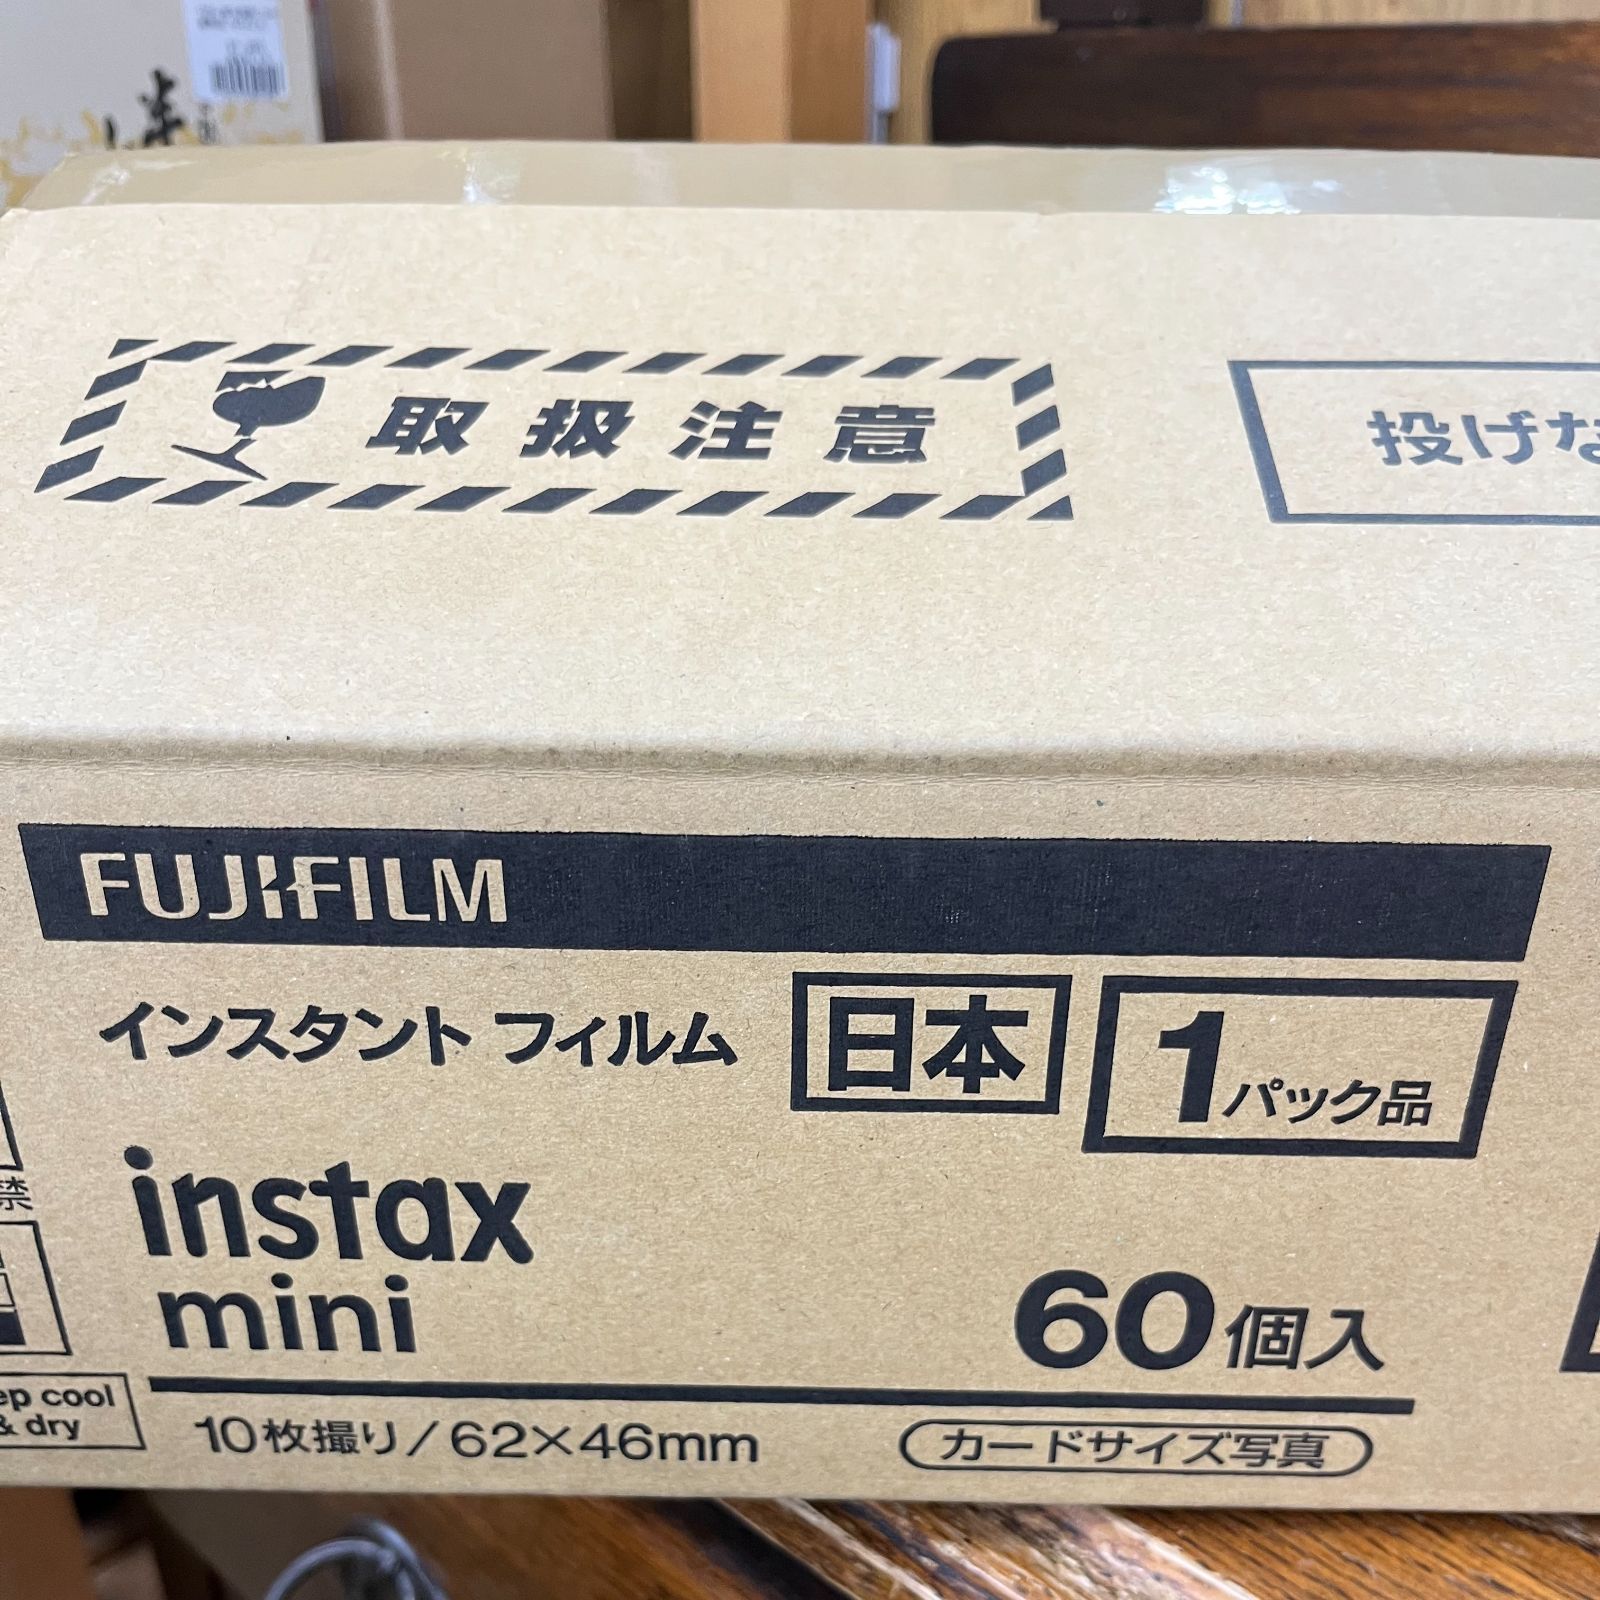 取扱注意
投げな
FUJIFILM
インスタント フィルム
日本
1パック品
instax
mini
60個入
禁
ep cool
& dry
10枚撮り/62×46mm
カードサイズ写真